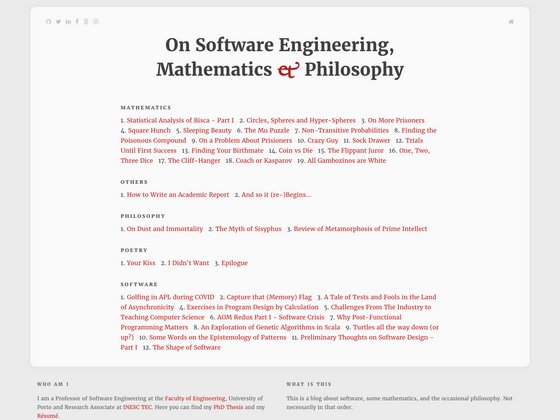 On Software Engineering,
Mathematics & Philosophy
MATHEMATICS
1. Statistical Analysis of Bisca - Part I 2. Circles, Spheres and Hyper-Spheres 3. On More Prisoners
4. Square Hunch 5. Sleeping Beauty 6. The Mu Puzzle 7. Non-Transitive Probabilities 8. Finding the
Poisonous Compound 9. On a Problem About Prisioners 10. Crazy Guy 11. Sock Drawer 12. Trials
Until First Success 13. Finding Your Birthmate 14. Coin vs Die 15. The Flippant Juror 16. One, Two,
Three Dice 17. The Cliff-Hanger 18. Coach or Kasparov 19. All Gambozinos are White
OTHERS
1. How to Write an Academic Report 2. And so it (re-)Begins...
PHILOSOPHY
1. On Dust and Immortality 2. The Myth of Sisyphus 3. Review of Metamorphosis of Prime Intellect
POETRY
1. Your Kiss 2. I Didn't Want 3. Epilogue
SOFTWARE
1. Golfing in APL during COVID 2. Capture that (Memory) Flag 3. A Tale of Tests and Fools in the Land
of Asynchronicity 4. Exercises in Program Design by Calculation 5. Challenges From The Industry to
Teaching Computer Science 6. AOM Redux Part I - Software Crisis 7. Why Post-Functional
Programming Matters 8. An Exploration of Genetic Algorithms in Scala 9. Turtles all the way down (or
up?) 10. Some Words on the Epistemology of Patterns 11. Preliminary Thoughts on Software Design -
Part I 12. The Shape of Software
WHO AM I
I am a Professor of Software Engineering at the Faculty of Engineering, University of
Porto and Research Associate at INESC TEC. Here you can find my PhD Thesis and my
Résumé.
WHAT IS THIS
This is a blog about software, some mathematics, and the occasional philosophy. Not
necessarily in that order.